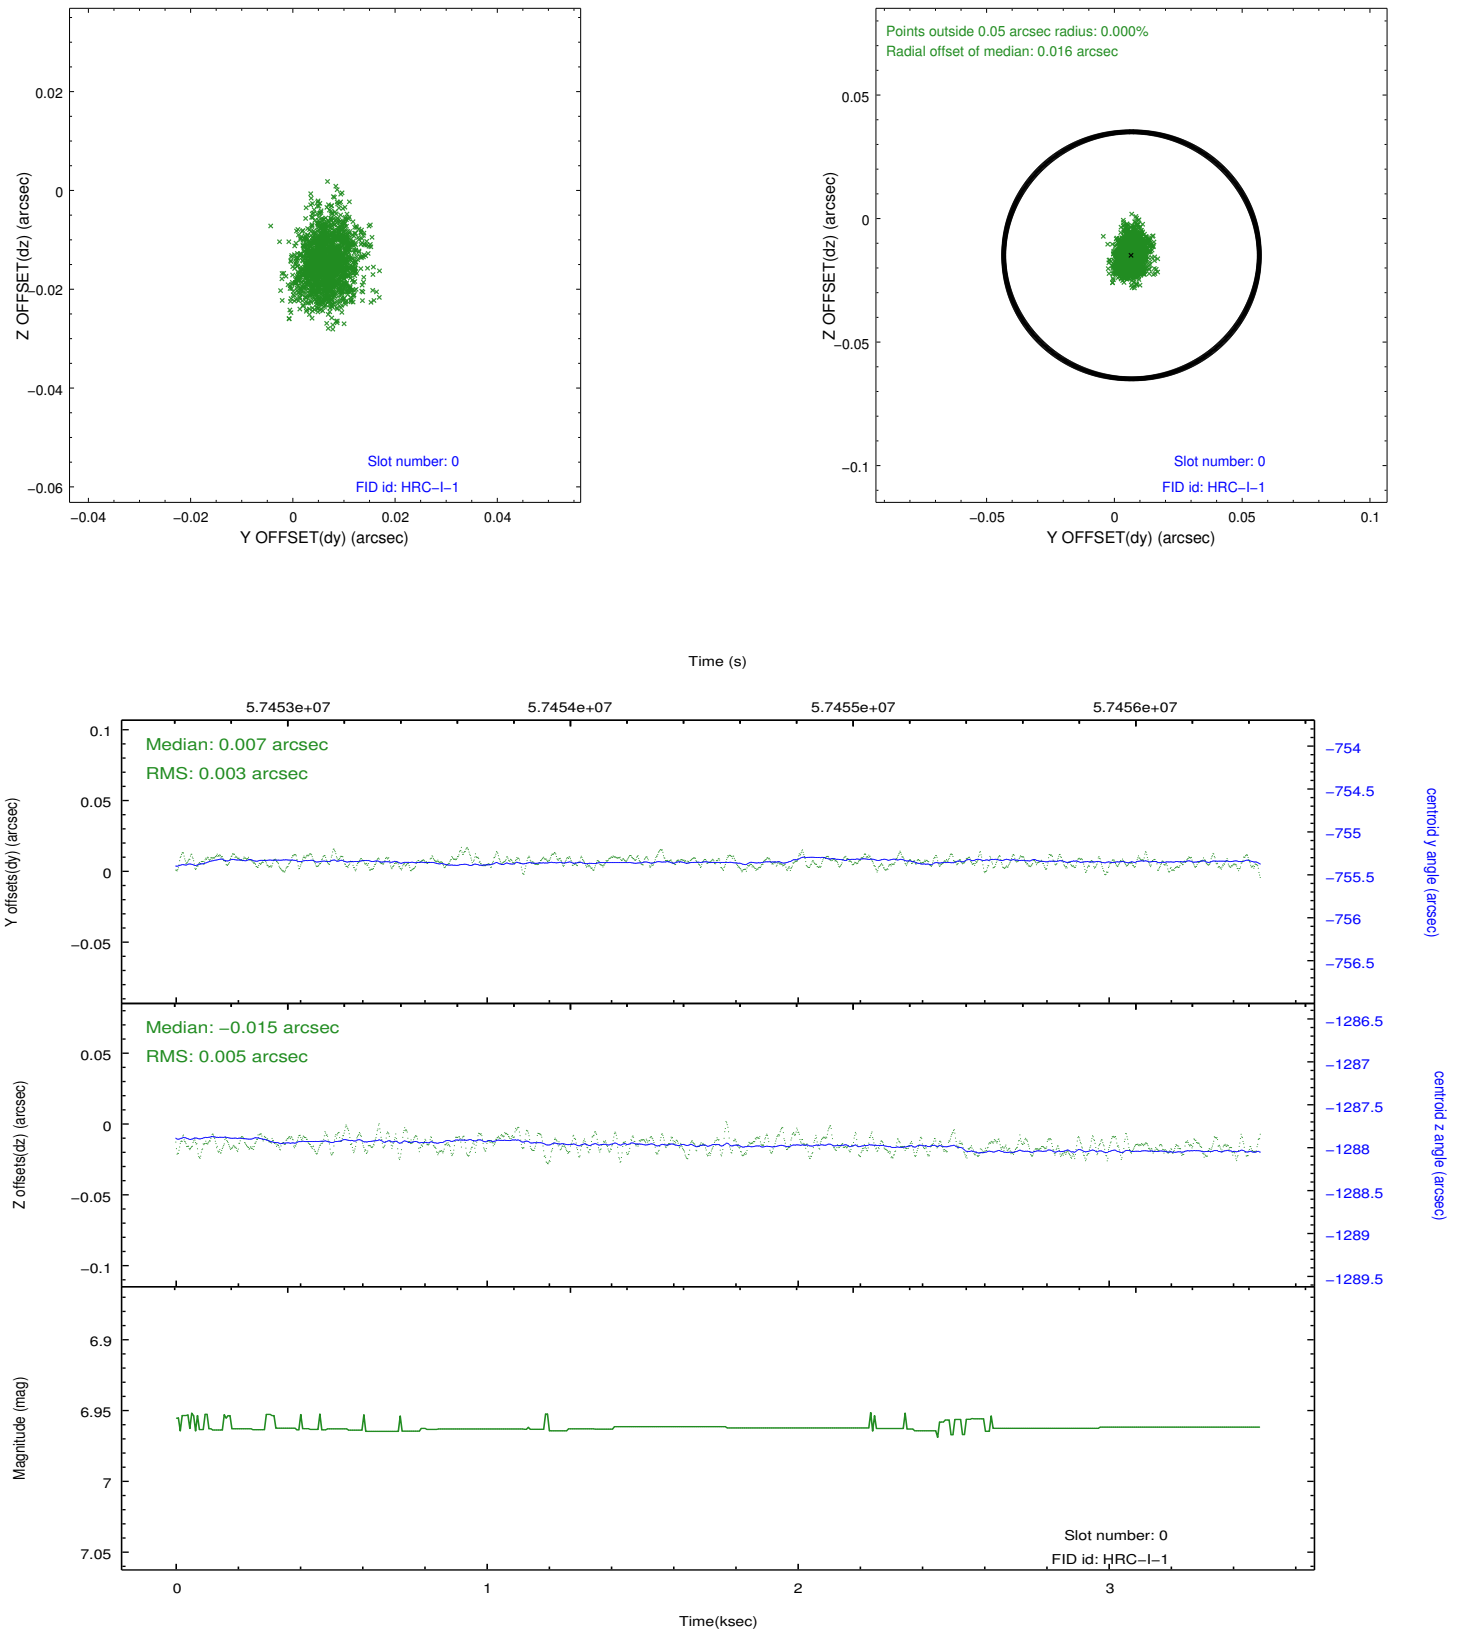 0.02
0
−0.02
−0.04
−0.06
Z OFFSET(dz) (arcsec)
Slot number: 0
FID id: HRC−I−1
−0.04
−0.02
0
0.02
0.04
Y OFFSET(dy) (arcsec)
Points outside 0.05 arcsec radius: 0.000%
Radial offset of median: 0.016 arcsec
0.05
0
−0.05
−0.1
Z OFFSET(dz) (arcsec)
Slot number: 0
FID id: HRC−I−1
−0.05
0
0.05
0.1
Y OFFSET(dy) (arcsec)
Time (s)
5.7453e+07
5.7454e+07
5.7455e+07
5.7456e+07
Median: 0.007 arcsec
RMS: 0.003 arcsec
0.1
0.05
0
−0.05
Y offsets(dy) (arcsec)
−754
−754.5
−755
−755.5
−756
−756.5
centroid y angle (arcsec)
Median: −0.015 arcsec
RMS: 0.005 arcsec
0.05
0
−0.05
−0.1
Z offsets(dz) (arcsec)
−1286.5
−1287
−1287.5
−1288
−1288.5
−1289
−1289.5
centroid z angle (arcsec)
6.9
6.95
7
7.05
Magnitude (mag)
Slot number: 0
FID id: HRC−I−1
0
1
2
3
Time(ksec)